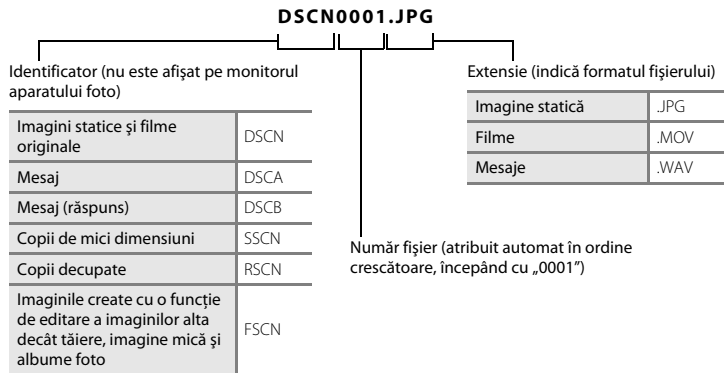 DSCN0001.JPG
Identificator (nu este afişat pe monitorul
aparatului foto)
Imagini statice şi filme
originale
DSCN
Mesaj
DSCA
Mesaj (răspuns)
DSCB
Copii de mici dimensiuni
SSCN
Copii decupate
RSCN
Imaginile create cu o funcţie
de editare a imaginilor alta
decât tăiere, imagine mică şi
albume foto
FSCN
Extensie (indică formatul fişierului)
Imagine statică
.JPG
Filme
.MOV
Mesaje
.WAV
Număr fişier (atribuit automat în ordine
crescătoare, începând cu „0001”)